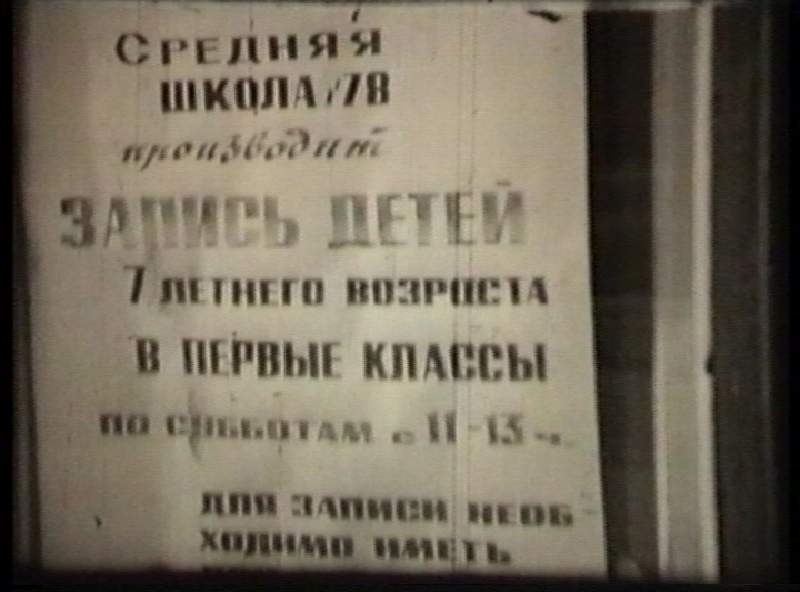 СРЕДНЯЯ
ШКОЛА №78
производит
ЗАПИСЬ ДЕТЕЙ
7 ЛЕТНЕГО ВОЗРОСТА
В ПЕРВЫЕ КЛАССЫ
ПО СУББОТАМ С 11-13 ч.
ДЛЯ ЗАПИСИ НЕОБ
ХОДИМО ИМЕТЬ